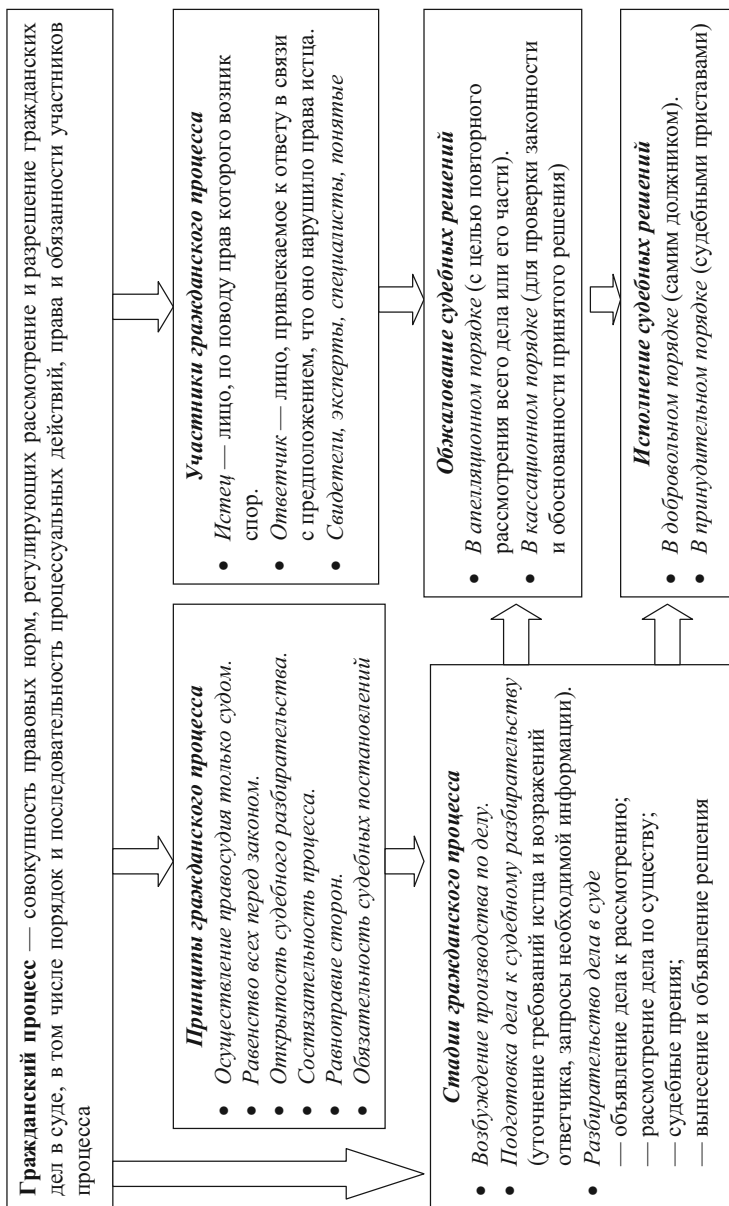 Гражданский процесс — совокупность правовых норм, регулирующих рассмотрение и разрешение гражданских
дел в суде, в том числе порядок и последовательность процессуальных действий, права и обязанности участников
процесса
Принципы гражданского процесса
• Осуществление правосудия только судом.
• Равенство всех перед законом.
• Открытость судебного разбирательства.
• Состязательность процесса.
• Равноправие сторон.
• Обязательность судебных постановлений
Участники гражданского процесса
• Истец — лицо, по поводу прав которого возник
спор.
• Ответчик — лицо, привлекаемое к ответу в связи
с предположением, что оно нарушило права истца.
• Свидетели, эксперты, специалисты, понятые
Стадии гражданского процесса
• Возбуждение производства по делу.
• Подготовка дела к судебному разбирательству
(уточнение требований истца и возражений
ответчика, запросы необходимой информации).
• Разбирательство дела в суде
— объявление дела к рассмотрению;
— рассмотрение дела по существу;
— судебные прения;
— вынесение и объявление решения
Обжалование судебных решений
• В апелляционном порядке (с целью повторного
рассмотрения всего дела или его части).
• В кассационном порядке (для проверки законности
и обоснованности принятого решения)
Исполнение судебных решений
• В добровольном порядке (самим должником).
• В принудительном порядке (судебными приставами)